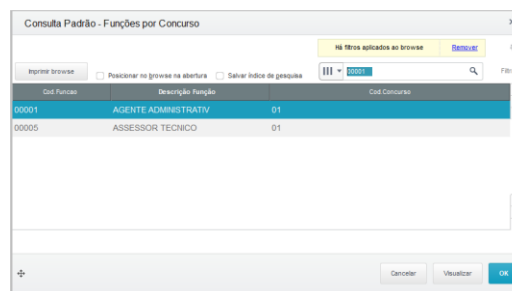 Consulta Padrão - Funções por Concurso
Há filtros aplicados ao browse Remover
Imprimir browse Posicionar no browse na abertura Salvar índice de pesquisa 00001 Filtr
Cod Funcao Descrição Função Cod.Concurso
00001 AGENTE ADMINISTRATIV 01
00005 ASSESSOR TECNICO 01
Cancelar Visualizar OK